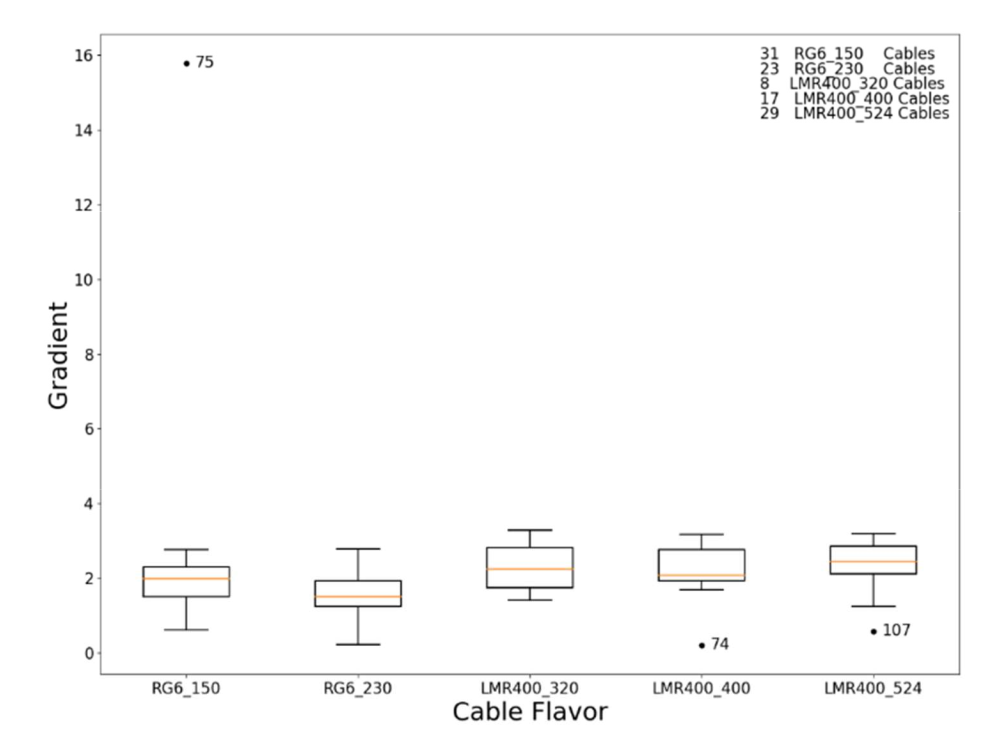 16
75
31 RG6_150 Cables
23 RG6_230 Cables
8 LMR400_320 Cables
17 LMR400_400 Cables
29 LMR400_524 Cables
14
12
10
8
6
4
2
0
Gradient
107
74
RG6_150 RG6_230 LMR400_320 LMR400_400 LMR400_524
Cable Flavor